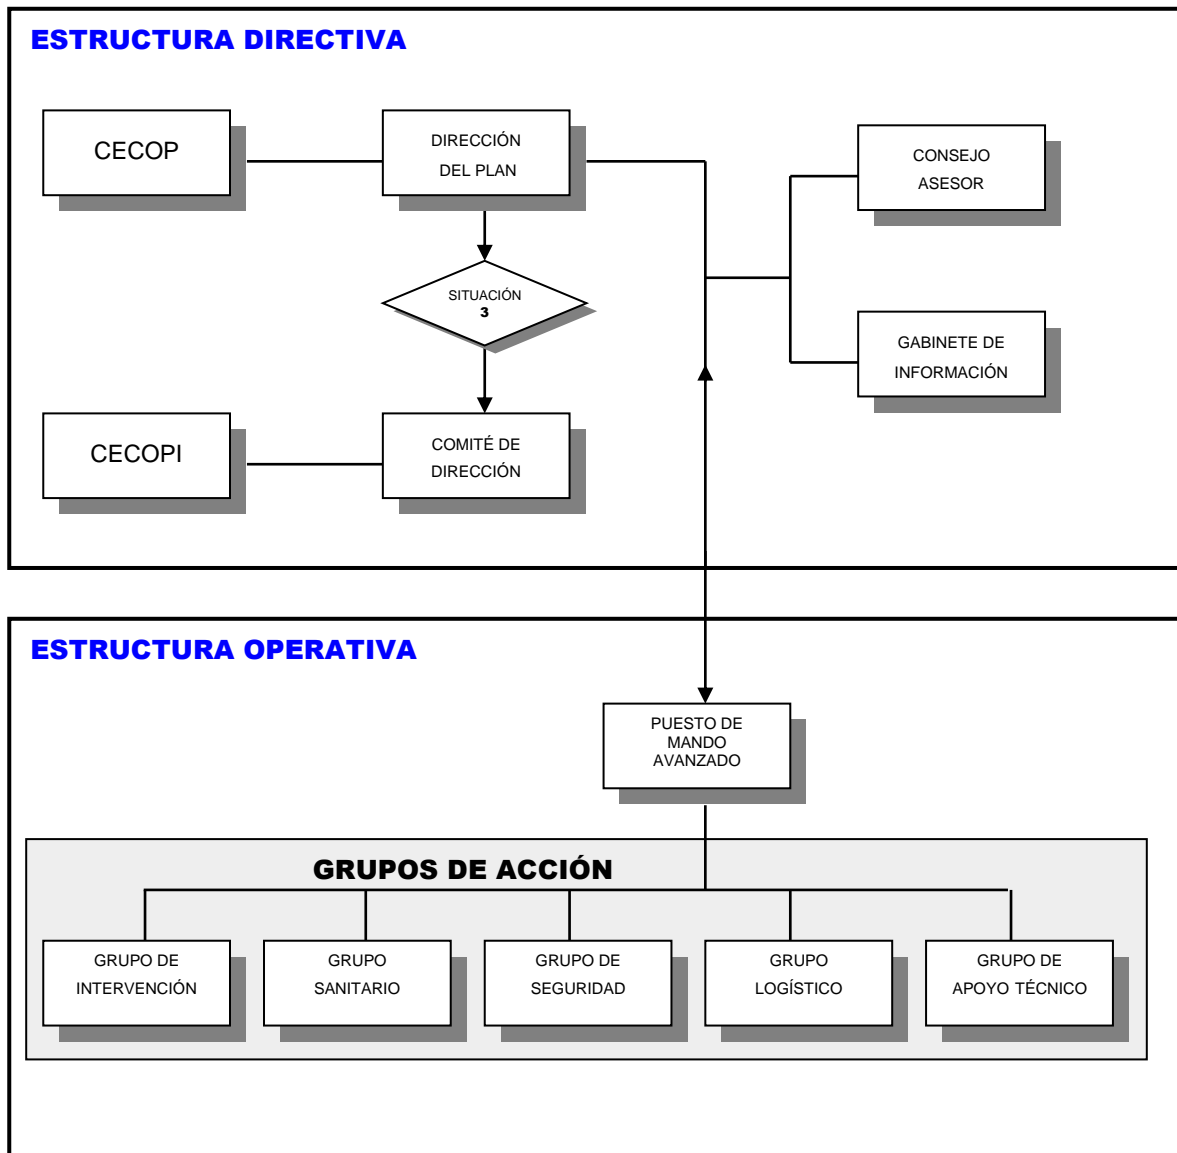 ESTRUCTURA DIRECTIVA
CECOP
DIRECCIÓN
DEL PLAN
CONSEJO
ASESOR
SITUACIÓN
3
GABINETE DE
INFORMACIÓN
CECOPI
COMITÉ DE
DIRECCIÓN
ESTRUCTURA OPERATIVA
PUESTO DE
MANDO
AVANZADO
GRUPOS DE ACCIÓN
GRUPO DE
INTERVENCIÓN
GRUPO
SANITARIO
GRUPO DE
SEGURIDAD
GRUPO
LOGÍSTICO
GRUPO DE
APOYO TÉCNICO